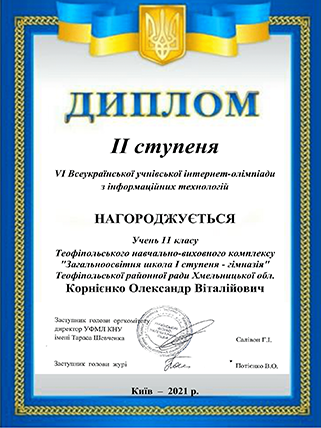 ДИПЛОМ
ІІ ступеня
VI Всеукраїнської учнівської інтернет-олімпіади
з інформаційних технологій
НАГОРОДЖУЄТЬСЯ
Учень 11 класу
Теофіпольського навчально-виховного комплексу
"Загальноосвітня школа І ступеня - гімназія"
Теофіпольської районної ради Хмельницької обл.
Корнієнко Олександр Віталійович
Заступник голови оргкомітету
директор УФМЛ КНУ
імені Тараса Шевченка
Салівон Г.І.
Заступник голови журі
Потієнко В.О.
Київ – 2021 р.